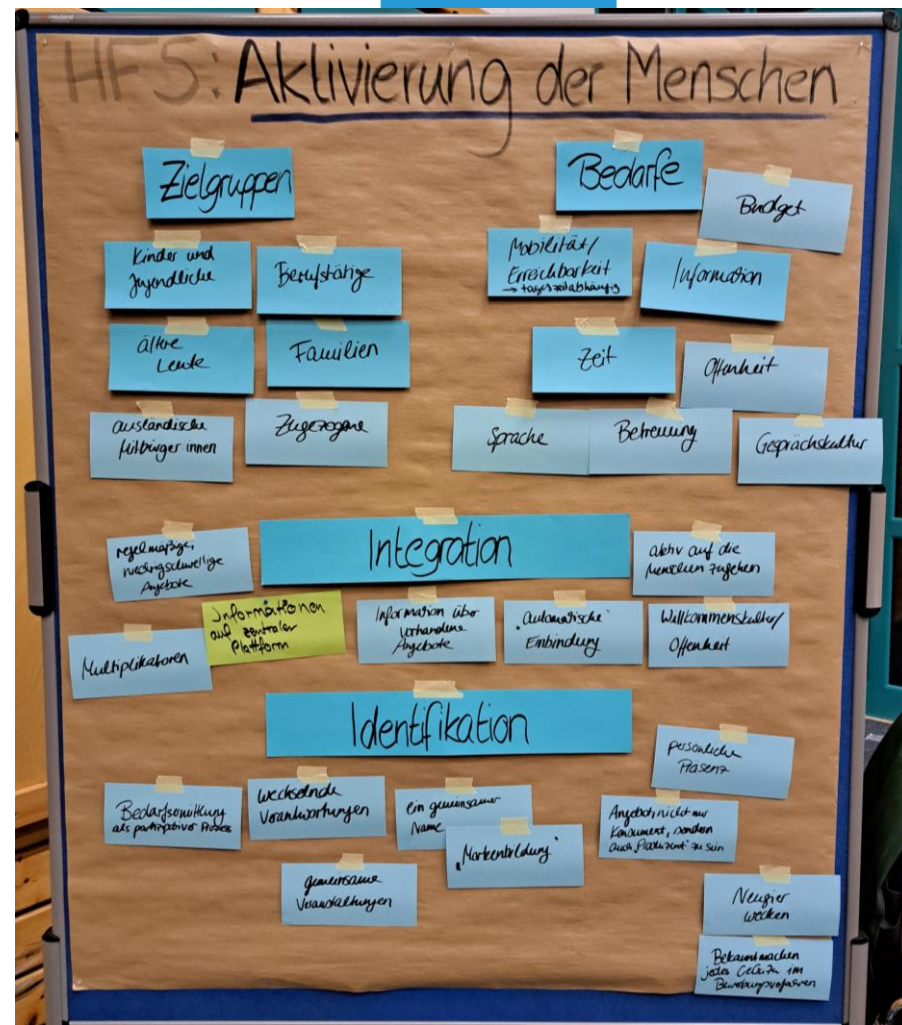 HF5: Aktivierung der Menschen
Zielgruppen
Kinder und
Jugendliche
Berufstätige
ältere
Leute
Familien
ausländische
Mitbürger innen
Zugezogene
Bedarfe
Budget
Mobilität/
Erreichbarkeit
→ tageszeitabhängig
Information
Zeit
Offenheit
Sprache
Betreuung
Gesprächskultur
Integration
regelmäßige,
niedrigschwellige
Angebote
aktiv auf die
Menschen zugehen
Multiplikatoren
Informationen
auf zentraler
Plattform
Information über
vorhandene
Angebote
"automatische"
Einbindung
Willkommenskultur/
Offenheit
Identifikation
persönliche
Präsenz
Bedarfsermittlung
als partizipativer Prozess
wechselnde
Verantwortungen
ein gemeinsamer
Name
"Markenbildung"
Angebot, nicht nur
Konsument, sondern
auch "Produzent" zu sein
gemeinsame
Veranstaltungen
Neugier
wecken
Bekanntmachen
jedes im